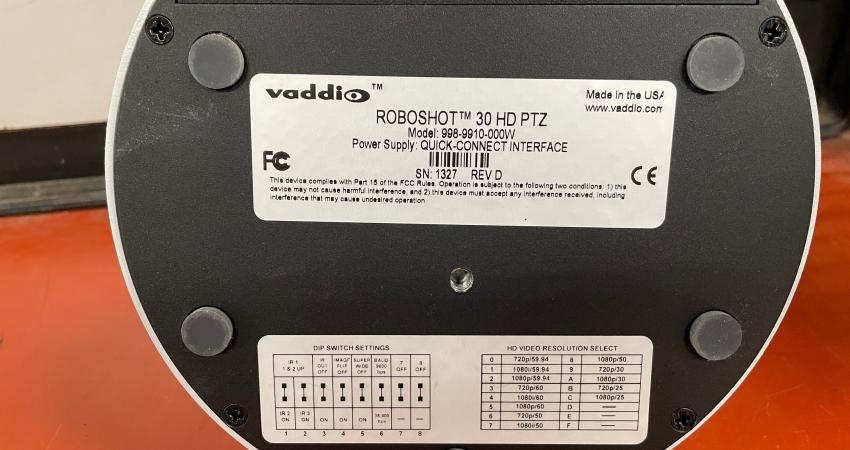 vaddio™
Made in the USA
www.vaddio.com
ROBOSHOT™ 30 HD PTZ
Model: 998-9910-000W
Power Supply: QUICK-CONNECT INTERFACE
FC
SN: 1327 REV D
CE
This device complies with Part 15 of the FCC Rules. Operation is subject to the following two conditions: 1) this
device may not cause harmful interference, and 2) this device must accept any interference received, including
interference that may cause undesired operation
DIP SWITCH SETTINGS
IR 1 1 & 2 UP
IR OUT OFF
IMAGE FLIP OFF
SUPER WIDE OFF
BAUD 9600 bps
7 OFF
8 OFF
IR 2 ON
IR 3 ON
ON
ON
ON
—
—
1 2 3 4 5 6 7 8
HD VIDEO RESOLUTION SELECT
0 720p/59.94 8 1080p/50
1 1080i/59.94 9 720p/30
2 1080p/59.94 A 1080p/30
3 720p/60 B 720p/25
4 1080i/60 C 1080p/25
5 1080p/60 D —
6 720p/50 E —
7 1080i/50 F —